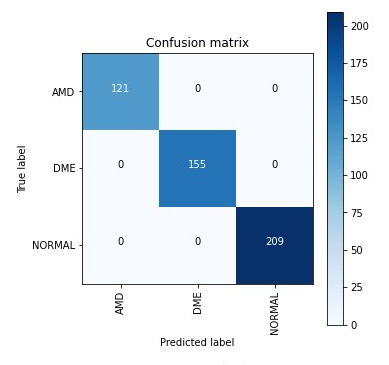 Confusion matrix
True label
AMD
121
0
0
DME
0
155
0
NORMAL
0
0
209
AMD
DME
NORMAL
Predicted label
200
175
150
125
100
75
50
25
0